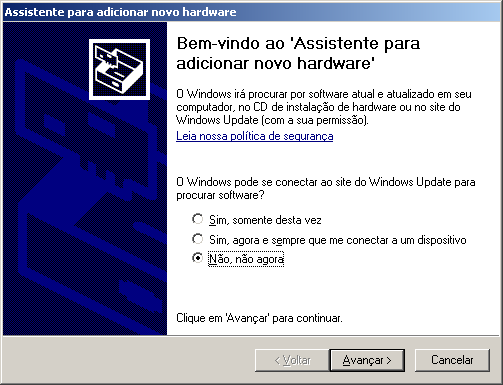 Assistente para adicionar novo hardware
Bem-vindo ao 'Assistente para
adicionar novo hardware'
O Windows irá procurar por software atual e atualizado em seu
computador, no CD de instalação de hardware ou no site do
Windows Update (com a sua permissão).
Leia nossa política de segurança
O Windows pode se conectar ao site do Windows Update para
procurar software?
Sim, somente desta vez
Sim, agora e sempre que me conectar a um dispositivo
Não, não agora
Clique em 'Avançar' para continuar.
< Voltar
Avançar >
Cancelar